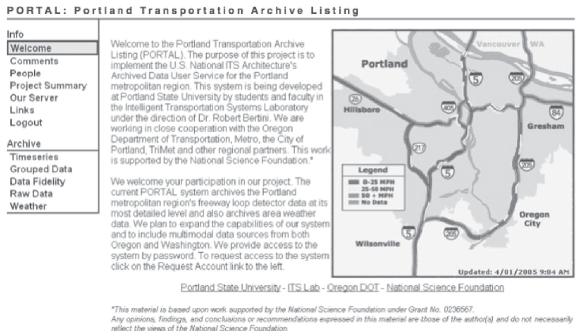 PORTAL: Portland Transportation Archive Listing
Info
Welcome
Comments
People
Project Summary
Our Server
Links
Logout
Archive
Timeseries
Grouped Data
Data Fidelity
Raw Data
Weather
Welcome to the Portland Transportation Archive
Listing (PORTAL). The purpose of this project is to
implement the U.S. National ITS Architecture's
Archived Data User Service for the Portland
metropolitan region. This system is being developed
at Portland State University by students and faculty in
the Intelligent Transportation Systems Laboratory
under the direction of Dr. Robert Bertini. We are
working in close cooperation with the Oregon
Department of Transportation, Metro, the City of
Portland, TriMet and other regional partners. This work
is supported by the National Science Foundation.*
We welcome your participation in our project. The
current PORTAL system archives the Portland
metropolitan region's freeway loop detector data at its
most detailed level and also archives area weather
data. We plan to expand the capabilities of our system
and to include multimodal data sources from both
Oregon and Washington. We provide access to the
system by password. To request access to the system
click on the Request Account link to the left.
Vancouver WA
Portland
5
205
26
Hillsboro
405
84
Gresham
217
5
205
Legend
0-25 MPH
25-50 MPH
50 + MPH
No Data
Oregon
City
Wilsonville
5
205
Updated: 4/01/2005 9:04 AM
Portland State University - ITS Lab - Oregon DOT - National Science Foundation
*This material is based upon work supported by the National Science Foundation under Grant No. 0236567.
Any opinions, findings, and conclusions or recommendations expressed in this material are those of the author(s) and do not necessarily
reflect the views of the National Science Foundation.